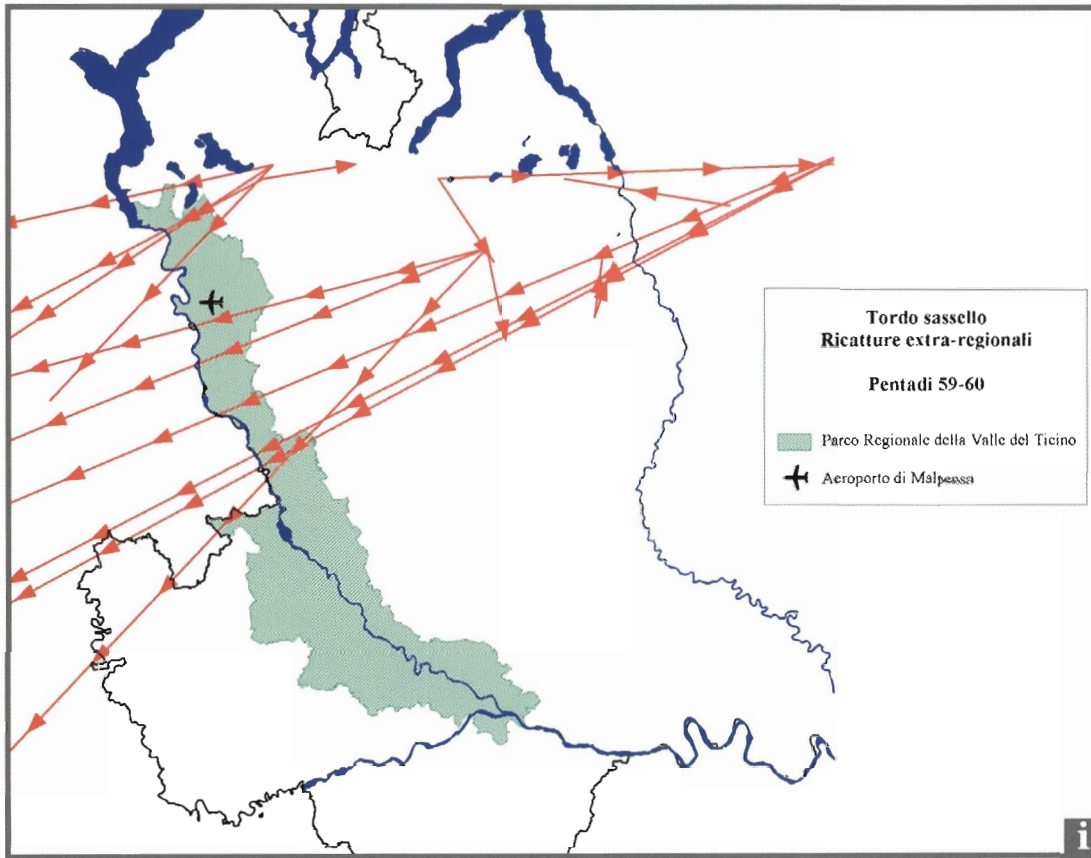 Tordo sassello
Ricatture extra-regionali
Pentadi 59-60
Parco Regionale della Valle del Ticino
Aeroporto di Malpensa
i